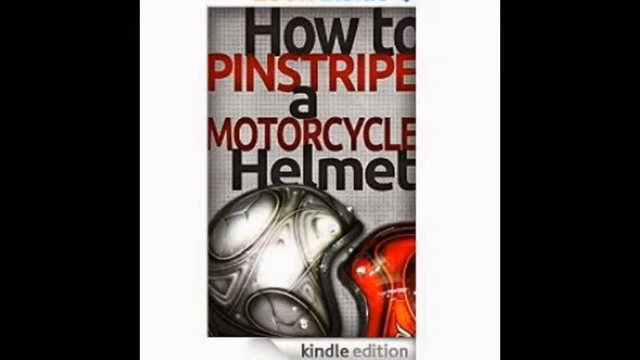 How to
PINSTRIPE
a
MOTORCYCLE
Helmet
kindle edition